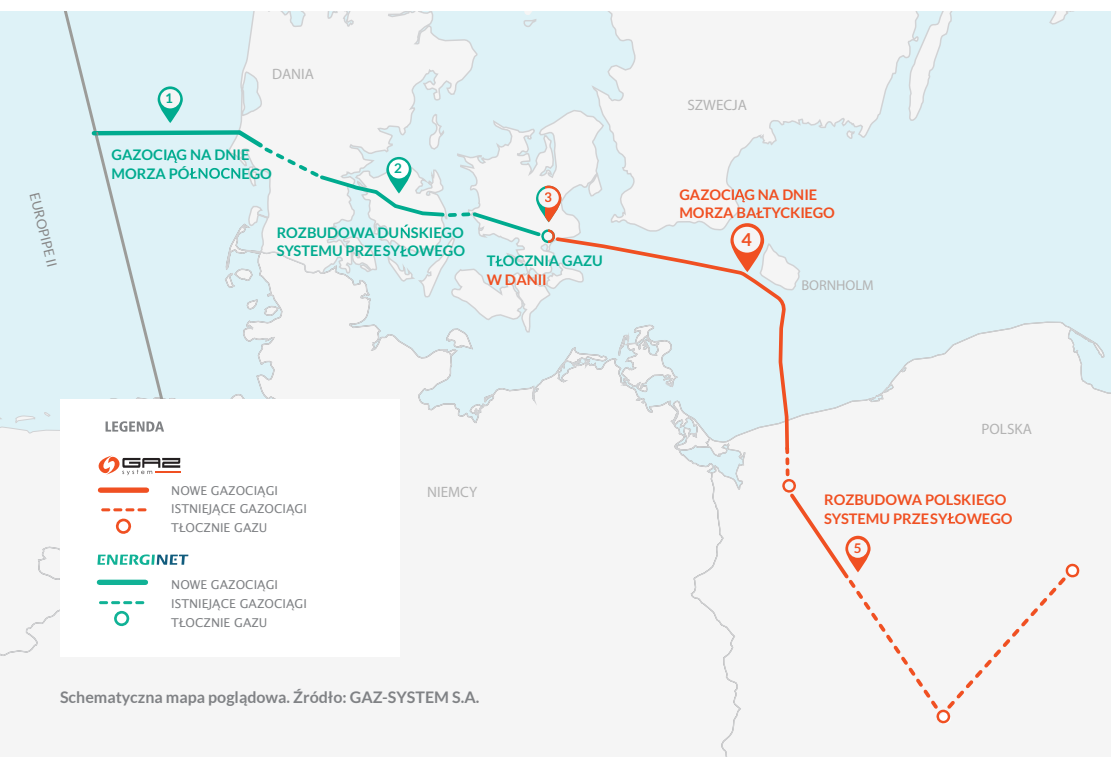 DANIA
SZWECJA
1
GAZOCIĄG NA DNIE
MORZA PÓŁNOCNEGO
2
ROZBUDOWA DUŃSKIEGO
SYSTEMU PRZESYŁOWEGO
3
TŁOCZNIA GAZU
W DANII
GAZOCIĄG NA DNIE
MORZA BAŁTYCKIEGO
4
BORNHOLM
EUROPIPE II
POLSKA
NIEMCY
ROZBUDOWA POLSKIEGO
SYSTEMU PRZESYŁOWEGO
5
LEGENDA
GAZ
system
NOWE GAZOCIĄGI
ISTNIEJĄCE GAZOCIĄGI
TŁOCZNIE GAZU
ENERGINET
NOWE GAZOCIĄGI
ISTNIEJĄCE GAZOCIĄGI
TŁOCZNIE GAZU
Schematyczna mapa poglądowa. Źródło: GAZ-SYSTEM S.A.